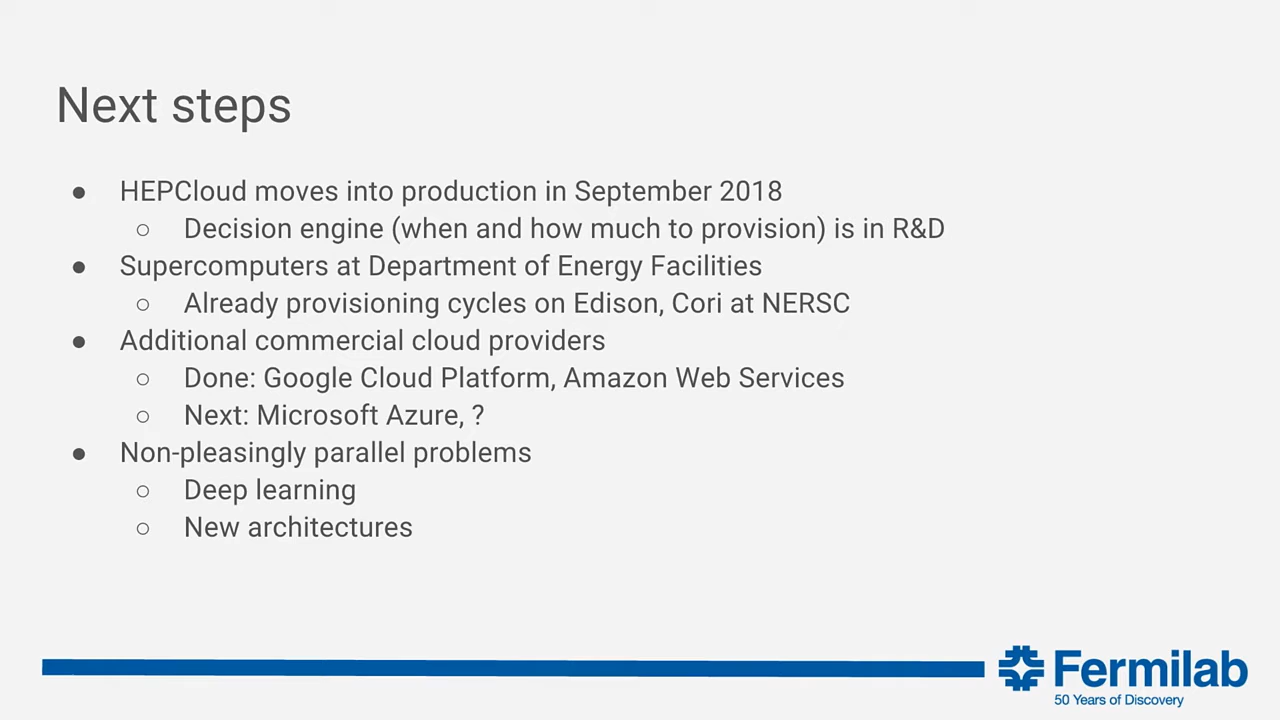 Next steps
● HEPCloud moves into production in September 2018
○ Decision engine (when and how much to provision) is in R&D
● Supercomputers at Department of Energy Facilities
○ Already provisioning cycles on Edison, Cori at NERSC
● Additional commercial cloud providers
○ Done: Google Cloud Platform, Amazon Web Services
○ Next: Microsoft Azure, ?
● Non-pleasingly parallel problems
○ Deep learning
○ New architectures
Fermilab
50 Years of Discovery